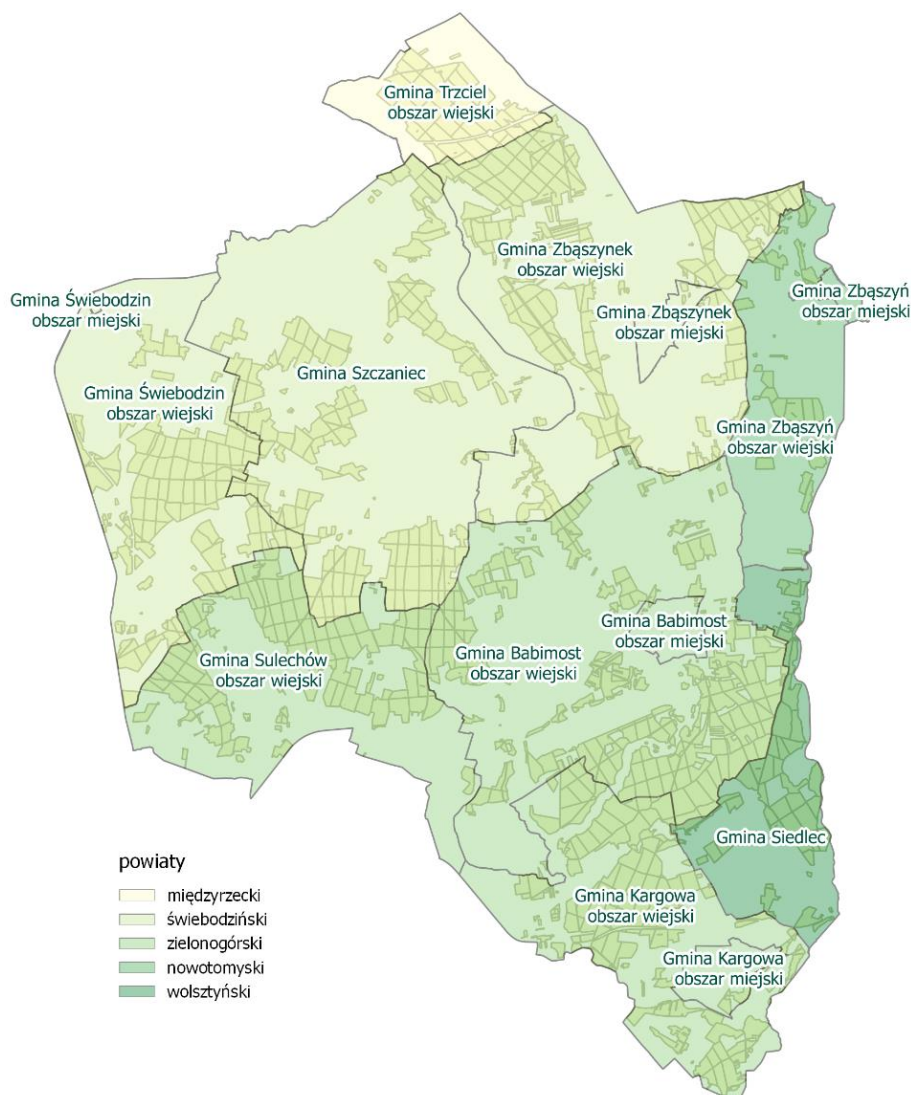 Gmina Trzciel
obszar wiejski
Gmina Zbąszynek
obszar wiejski
Gmina Świebodzin
obszar miejski
Gmina Zbąszynek
obszar miejski
Gmina Zbąszyń
obszar miejski
Gmina Szczaniec
Gmina Świebodzin
obszar wiejski
Gmina Zbąszyń
obszar wiejski
Gmina Babimost
obszar miejski
Gmina Sulechów
obszar wiejski
Gmina Babimost
obszar wiejski
Gmina Siedlec
Gmina Kargowa
obszar wiejski
Gmina Kargowa
obszar miejski
powiaty
międzyrzecki
świebodziński
zielonogórski
nowotomyski
wolsztyński